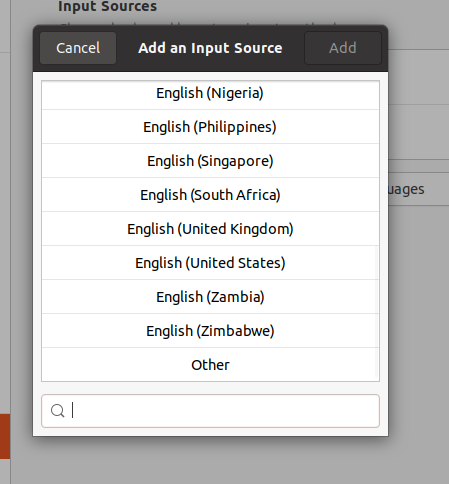 Input Sources
Cancel
Add an Input Source
Add
English (Nigeria)
English (Philippines)
English (Singapore)
English (South Africa)
uages
English (United Kingdom)
English (United States)
English (Zambia)
English (Zimbabwe)
Other